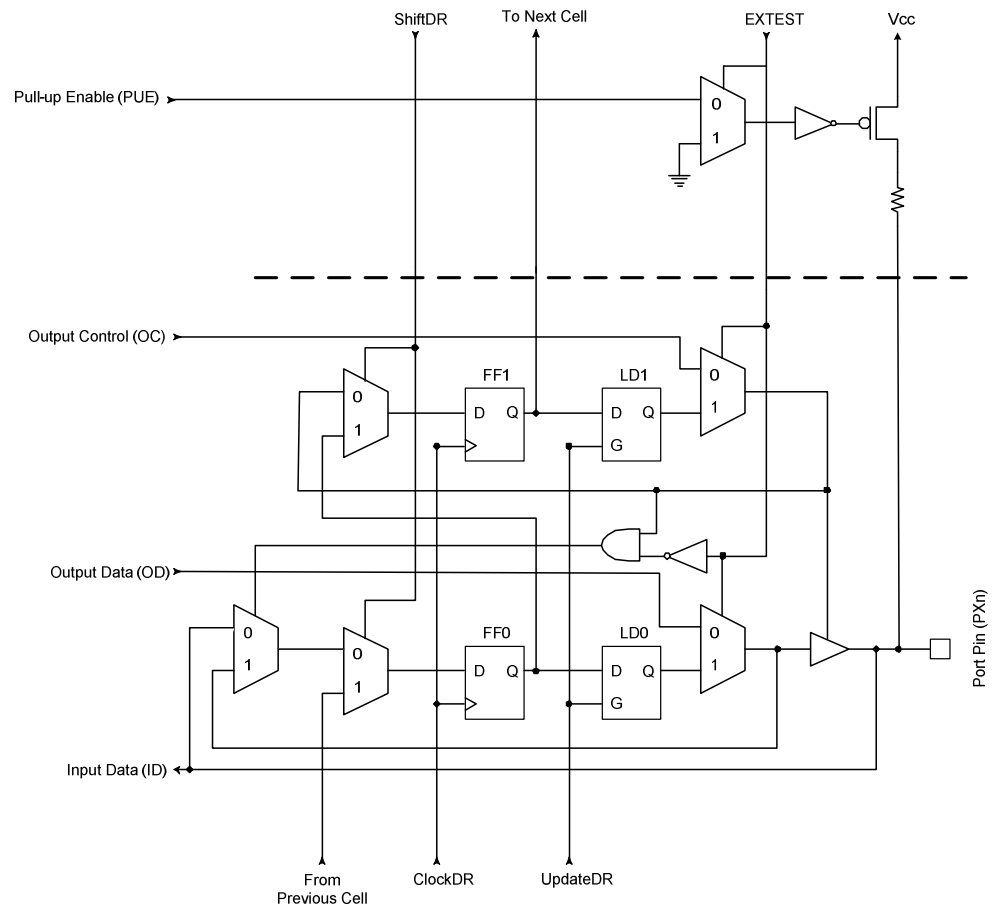 ShiftDR
To Next Cell
EXTEST
Vcc
Pull-up Enable (PUE)
0
1
Output Control (OC)
FF1
LD1
0
0
D Q
D Q
1
1
G
Output Data (OD)
FF0
LD0
0
0
0
1
D Q
D Q
1
1
G
Port Pin (PXn)
Input Data (ID)
From
Previous Cell
ClockDR
UpdateDR